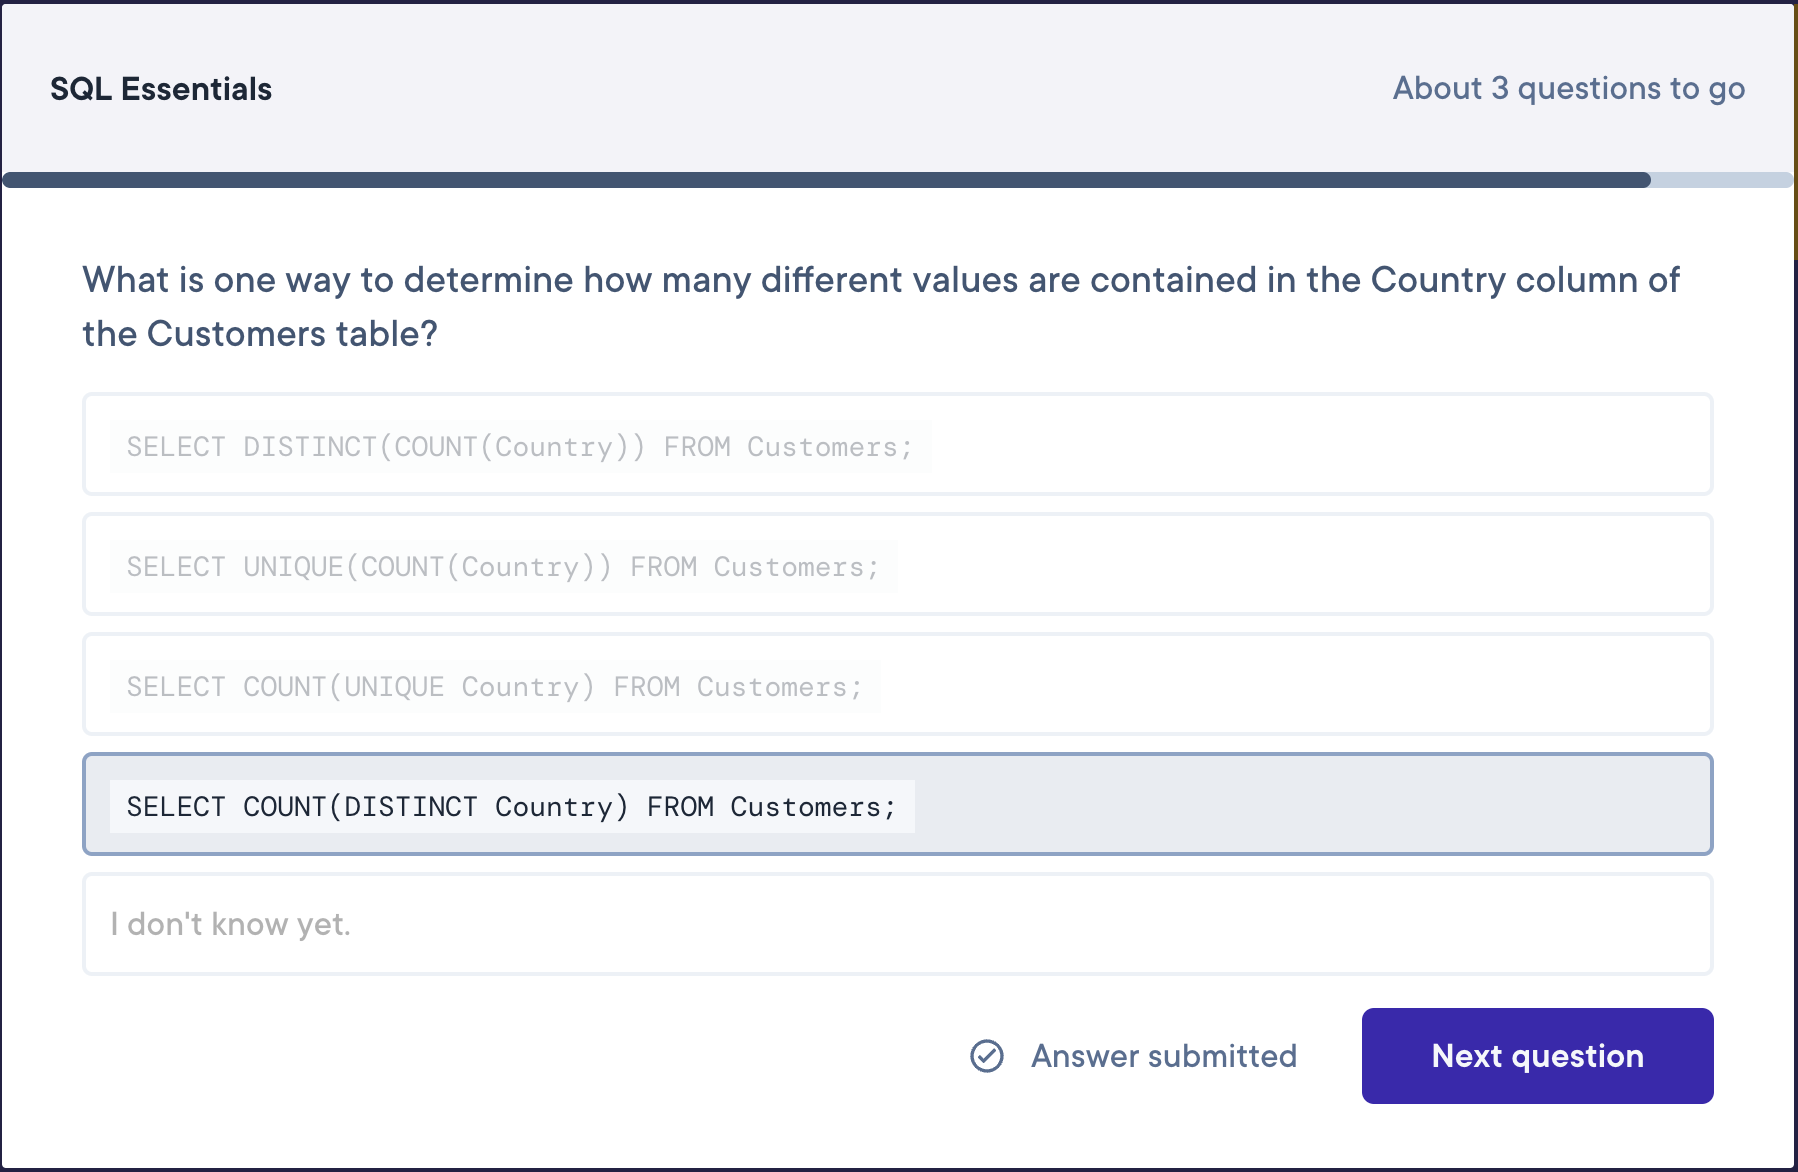 SQL Essentials
About 3 questions to go
What is one way to determine how many different values are contained in the Country column of
the Customers table?
SELECT DISTINCT(COUNT(Country)) FROM Customers;
SELECT UNIQUE(COUNT(Country)) FROM Customers;
SELECT COUNT(UNIQUE Country) FROM Customers;
SELECT COUNT(DISTINCT Country) FROM Customers;
I don't know yet.
Answer submitted
Next question